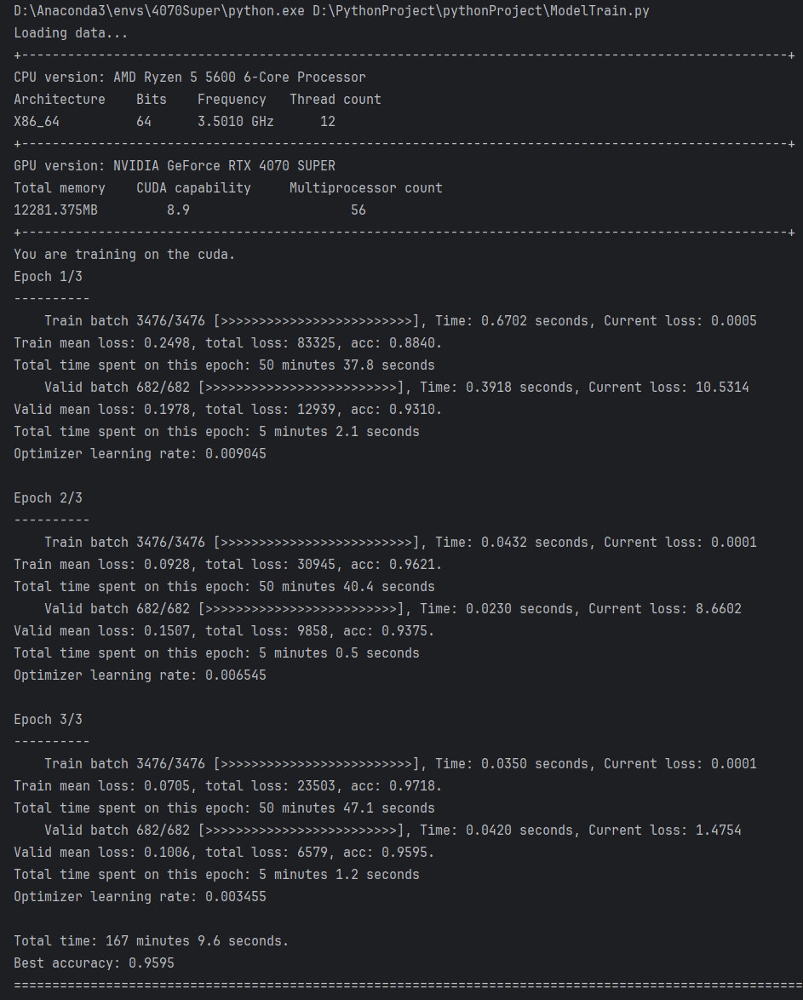 D:\Anaconda3\envs\4070Super\python.exe D:\PythonProject\pythonProject\ModelTrain.py
Loading data...
+----------------------------------------------------------------------------------------------------+
CPU version: AMD Ryzen 5 5600 6-Core Processor
Architecture    Bits    Frequency   Thread count
X86_64          64      3.5010 GHz      12
+----------------------------------------------------------------------------------------------------+
GPU version: NVIDIA GeForce RTX 4070 SUPER
Total memory    CUDA capability     Multiprocessor count
12281.375MB         8.9                     56
+----------------------------------------------------------------------------------------------------+
You are training on the cuda.
Epoch 1/3
----------
    Train batch 3476/3476 [>>>>>>>>>>>>>>>>>>>>>>>>>], Time: 0.6702 seconds, Current loss: 0.0005
Train mean loss: 0.2498, total loss: 83325, acc: 0.8840.
Total time spent on this epoch: 50 minutes 37.8 seconds
    Valid batch 682/682 [>>>>>>>>>>>>>>>>>>>>>>>>>], Time: 0.3918 seconds, Current loss: 10.5314
Valid mean loss: 0.1978, total loss: 12939, acc: 0.9310.
Total time spent on this epoch: 5 minutes 2.1 seconds
Optimizer learning rate: 0.009045

Epoch 2/3
----------
    Train batch 3476/3476 [>>>>>>>>>>>>>>>>>>>>>>>>>], Time: 0.0432 seconds, Current loss: 0.0001
Train mean loss: 0.0928, total loss: 30945, acc: 0.9621.
Total time spent on this epoch: 50 minutes 40.4 seconds
    Valid batch 682/682 [>>>>>>>>>>>>>>>>>>>>>>>>>], Time: 0.0230 seconds, Current loss: 8.6602
Valid mean loss: 0.1507, total loss: 9858, acc: 0.9375.
Total time spent on this epoch: 5 minutes 0.5 seconds
Optimizer learning rate: 0.006545

Epoch 3/3
----------
    Train batch 3476/3476 [>>>>>>>>>>>>>>>>>>>>>>>>>], Time: 0.0350 seconds, Current loss: 0.0001
Train mean loss: 0.0705, total loss: 23503, acc: 0.9718.
Total time spent on this epoch: 50 minutes 47.1 seconds
    Valid batch 682/682 [>>>>>>>>>>>>>>>>>>>>>>>>>], Time: 0.0420 seconds, Current loss: 1.4754
Valid mean loss: 0.1006, total loss: 6579, acc: 0.9595.
Total time spent on this epoch: 5 minutes 1.2 seconds
Optimizer learning rate: 0.003455

Total time: 167 minutes 9.6 seconds.
Best accuracy: 0.9595
=======================================================================================================